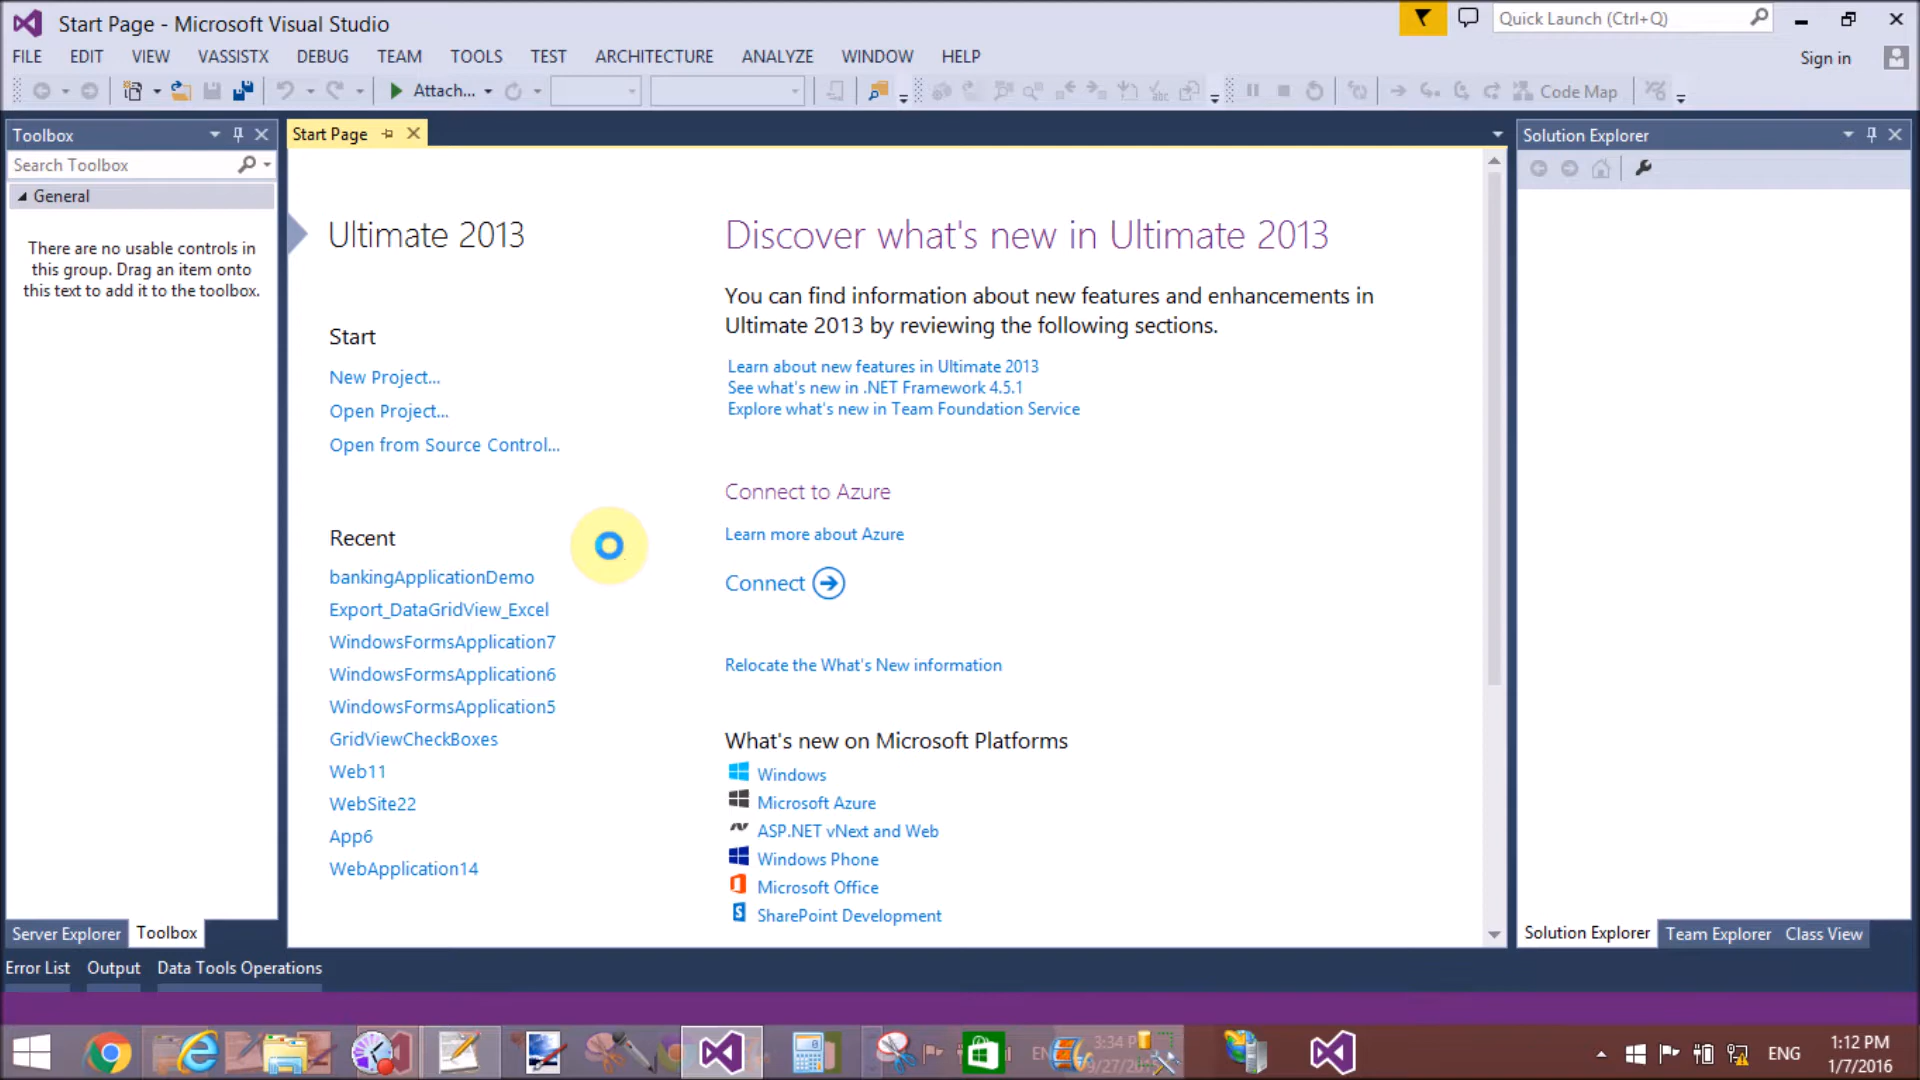 Start Page - Microsoft Visual Studio
Quick Launch (Ctrl+Q)
FILE EDIT VIEW VASSISTX DEBUG TEAM TOOLS TEST ARCHITECTURE ANALYZE WINDOW HELP
Sign in
Attach...
Code Map
Toolbox
Search Toolbox
General
There are no usable controls in
this group. Drag an item onto
this text to add it to the toolbox.
Server Explorer Toolbox
Start Page
Ultimate 2013
Start
New Project...
Open Project...
Open from Source Control...
Recent
bankingApplicationDemo
Export_DataGridView_Excel
WindowsFormsApplication7
WindowsFormsApplication6
WindowsFormsApplication5
GridViewCheckBoxes
Web11
WebSite22
App6
WebApplication14
Discover what's new in Ultimate 2013
You can find information about new features and enhancements in
Ultimate 2013 by reviewing the following sections.
Learn about new features in Ultimate 2013
See what's new in .NET Framework 4.5.1
Explore what's new in Team Foundation Service
Connect to Azure
Learn more about Azure
Connect
Relocate the What's New information
What's new on Microsoft Platforms
Windows
Microsoft Azure
ASP.NET vNext and Web
Windows Phone
Microsoft Office
SharePoint Development
Solution Explorer
Solution Explorer Team Explorer Class View
Error List Output Data Tools Operations
3:34 P
ENG
1:12 PM
1/7/2016